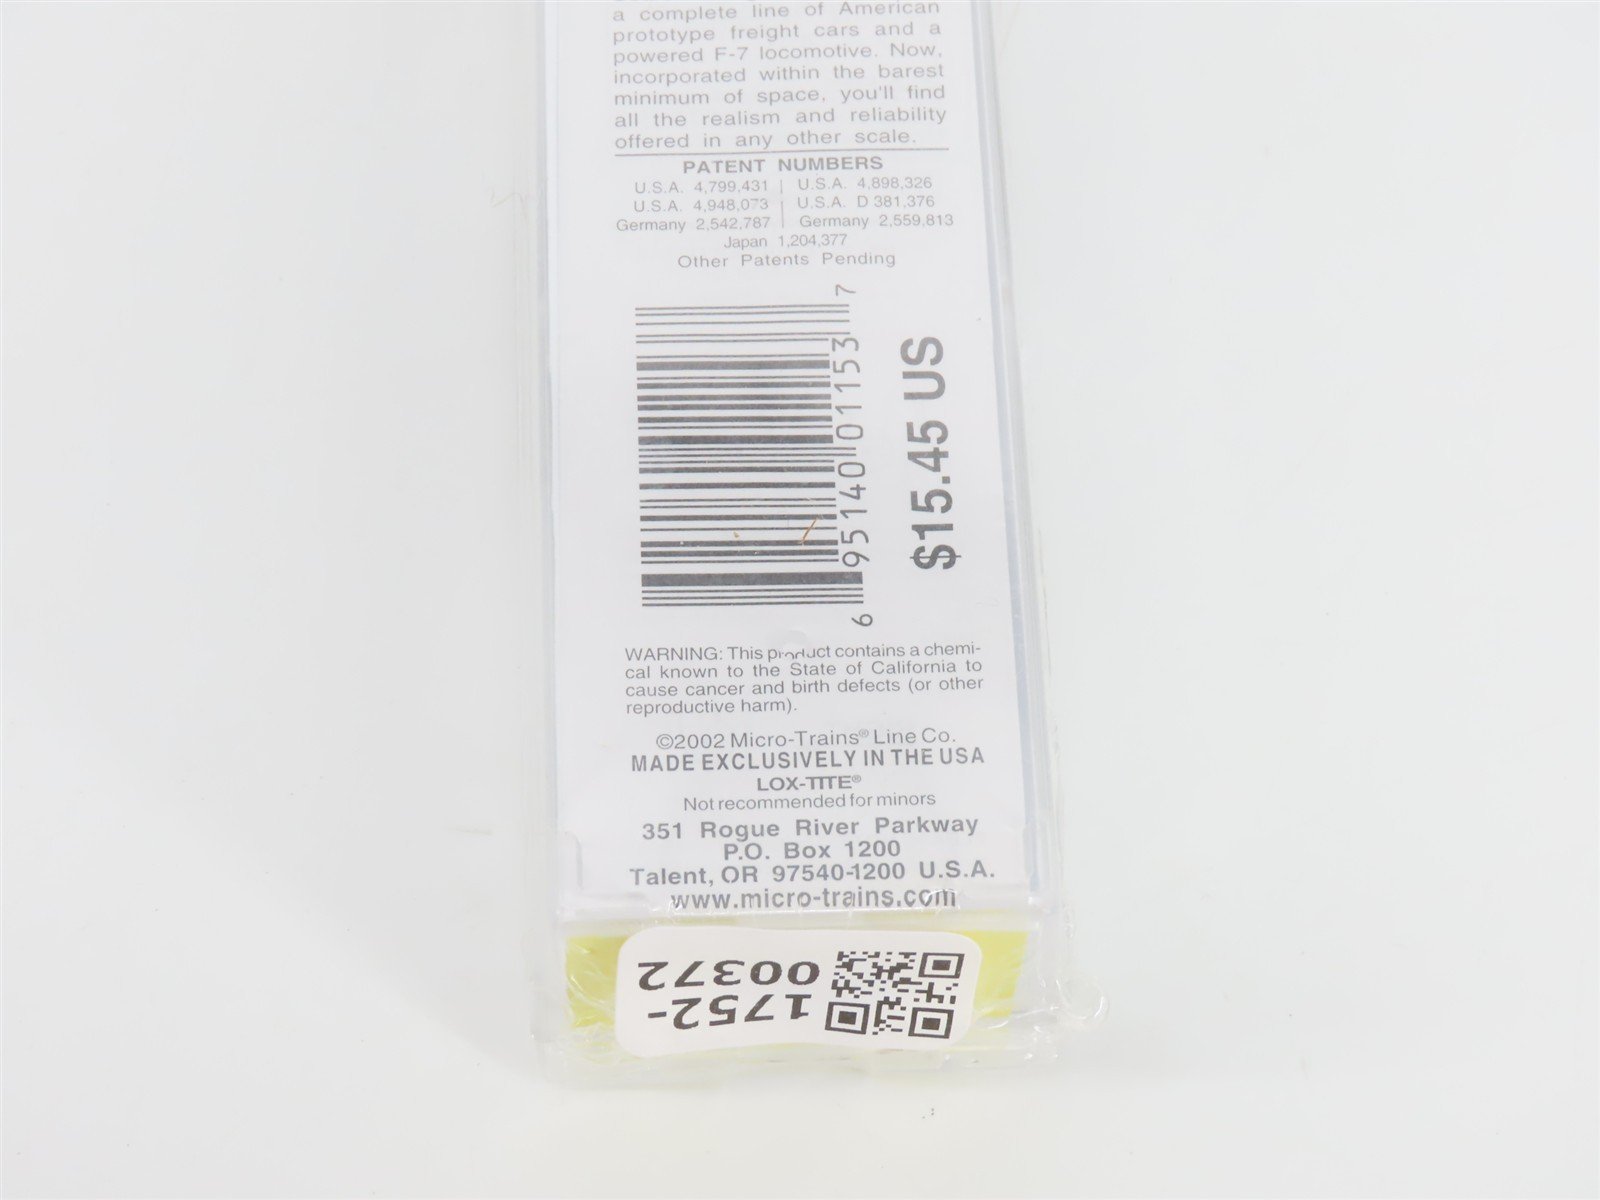 a complete line of American
prototype freight cars and a
powered F-7 locomotive. Now,
incorporated within the barest
minimum of space, you'll find
all the realism and reliability
offered in any other scale.
PATENT NUMBERS
U.S.A. 4,799,431 | U.S.A. 4,898,326
U.S.A. 4,948,073 | U.S.A. D 381,376
Germany 2,542,787 | Germany 2,559,813
Japan 1,204,377
Other Patents Pending
6 95140 01153 7
$15.45 US
WARNING: This product contains a chemi-
cal known to the State of California to
cause cancer and birth defects (or other
reproductive harm).
©2002 Micro-Trains® Line Co.
MADE EXCLUSIVELY IN THE USA
LOX-TITE®
Not recommended for minors
351 Rogue River Parkway
P.O. Box 1200
Talent, OR 97540-1200 U.S.A.
www.micro-trains.com
1752-
00372